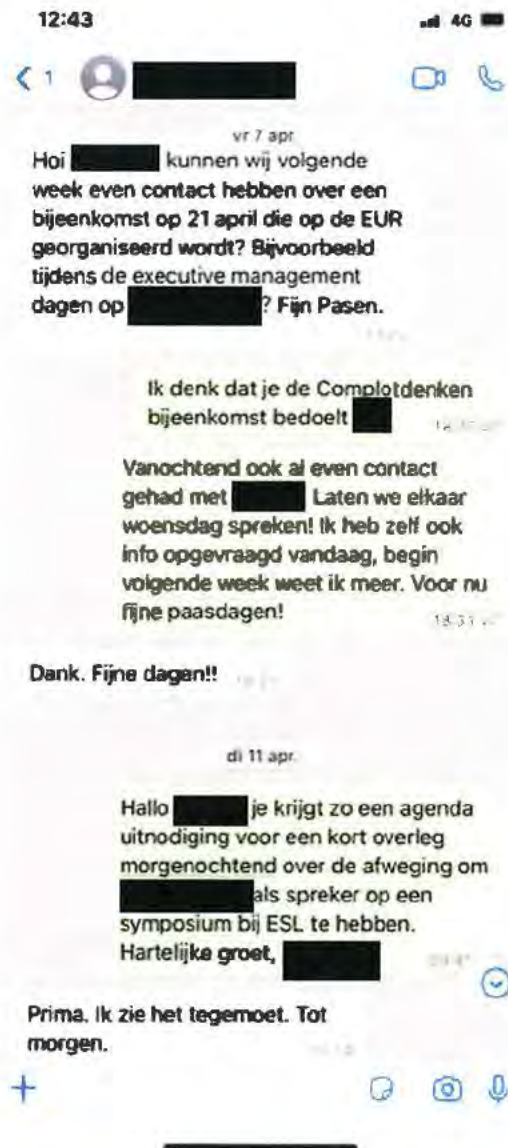 12:43
4G
1
vr 7 apr
Hoi kunnen wij volgende
week even contact hebben over een
bijeenkomst op 21 april die op de EUR
georganiseerd wordt? Bijvoorbeeld
tijdens de executive management
dagen op ? Fijn Pasen.
Ik denk dat je de Complotdenken
bijeenkomst bedoelt
Vanochtend ook al even contact
gehad met Laten we elkaar
woensdag spreken! Ik heb zelf ook
info opgevraagd vandaag, begin
volgende week weet ik meer. Voor nu
fijne paasdagen!
Dank. Fijne dagen!!
di 11 apr.
Hallo je krijgt zo een agenda
uitnodiging voor een kort overleg
morgenochtend over de afweging om
als spreker op een
symposium bij ESL te hebben.
Hartelijke groet,
Prima. Ik zie het tegemoet. Tot
morgen.